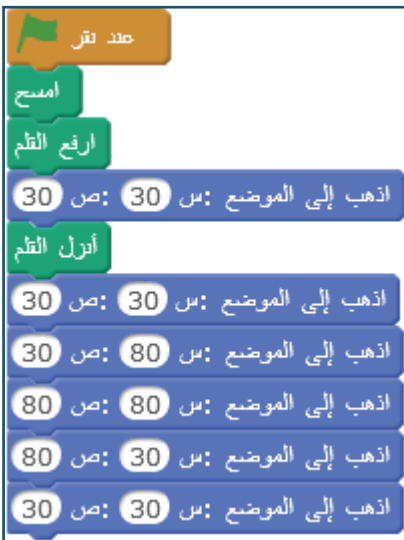 عند نقر
امسح
ارفع القلم
اذهب إلى الموضع :س 30 :ص 30
أنزل القلم
اذهب إلى الموضع :س 30 :ص 30
اذهب إلى الموضع :س 80 :ص 30
اذهب إلى الموضع :س 80 :ص 80
اذهب إلى الموضع :س 30 :ص 80
اذهب إلى الموضع :س 30 :ص 30